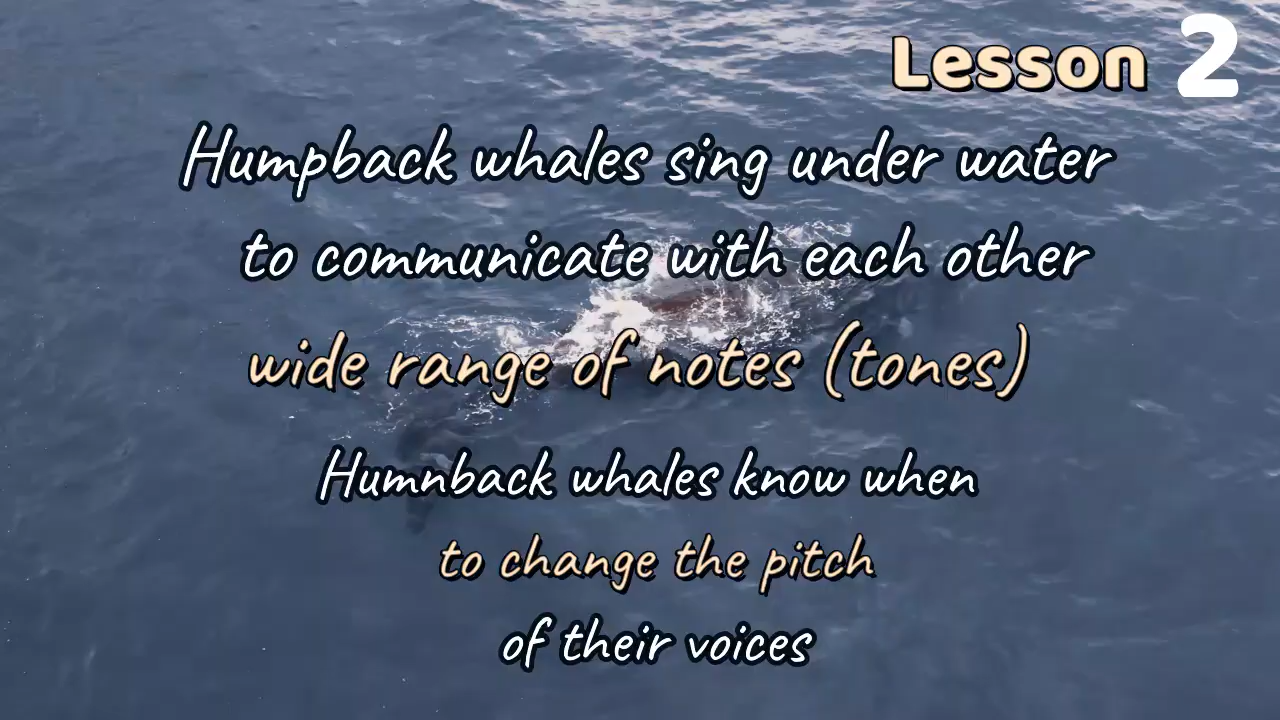 Lesson 2
Humpback whales sing under water
to communicate with each other
wide range of notes (tones)
Humnback whales know when
to change the pitch
of their voices